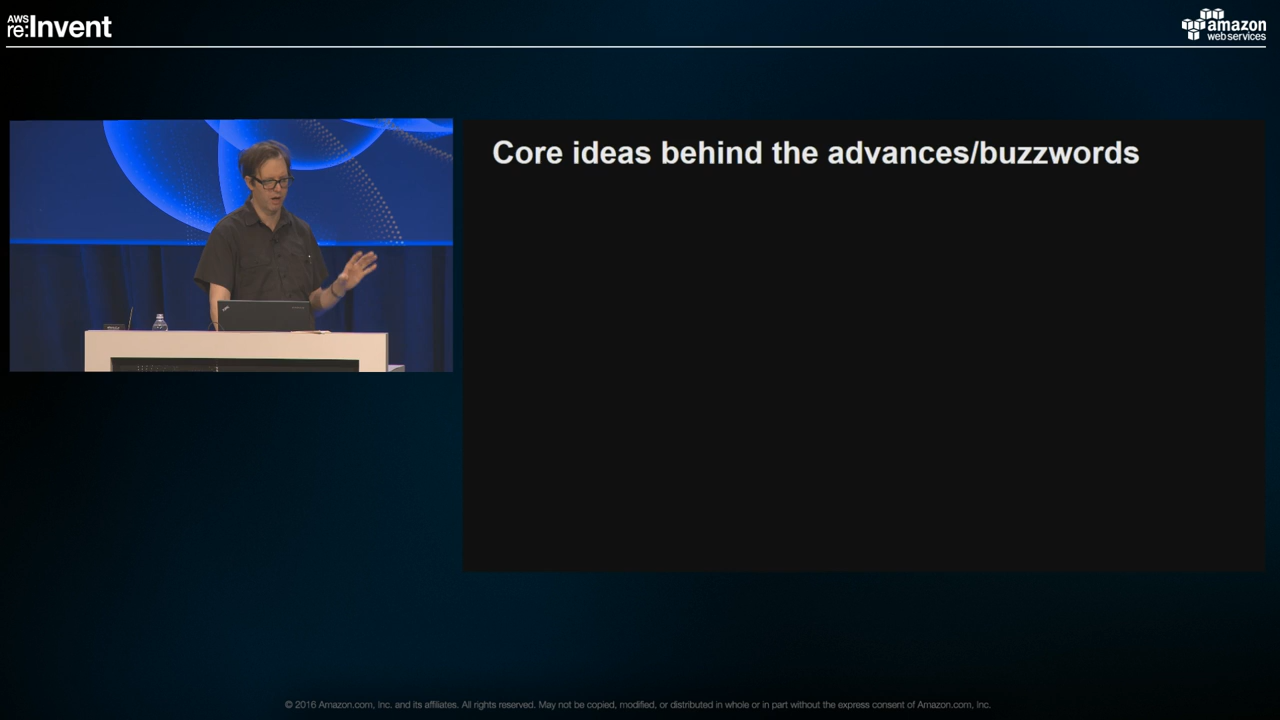 AWS
re:Invent
amazon
web services
Core ideas behind the advances/buzzwords
© 2016 Amazon.com, Inc. and its affiliates. All rights reserved. May not be copied, modified, or distributed in whole or in part without the express consent of Amazon.com, Inc.